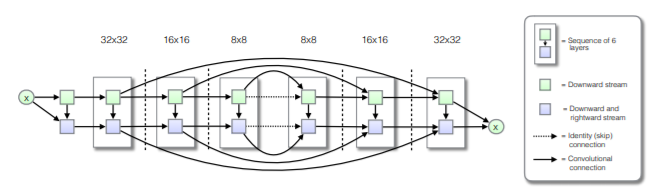 32x32 16x16 8x8 8x8 16x16 32x32
x
x
= Sequence of 6
layers
= Downward stream
= Downward and
rightward stream
= Identity (skip)
connection
= Convolutional
connection